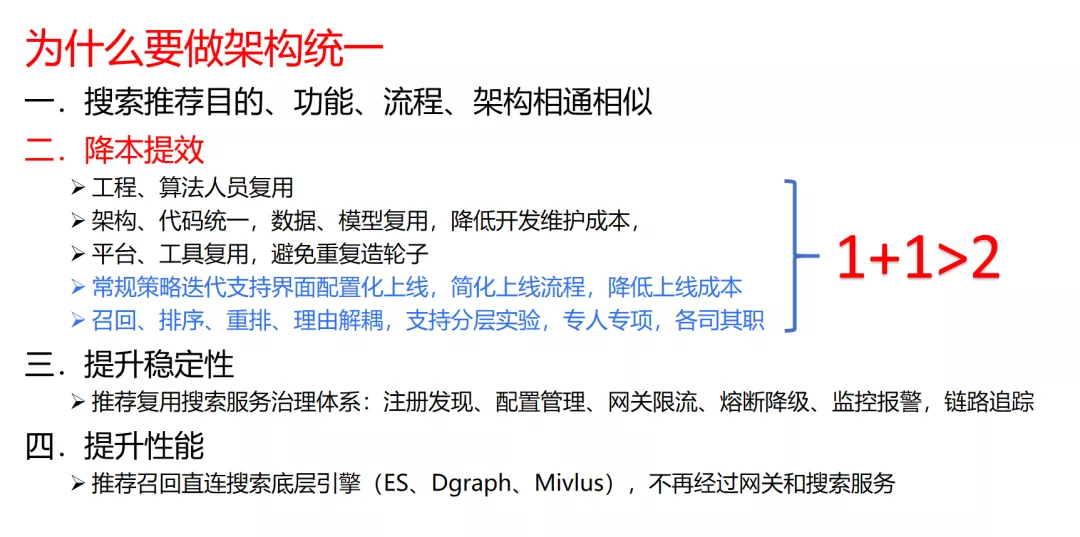 为什么要做架构统一
一. 搜索推荐目的、功能、流程、架构相通相似
二. 降本提效
➢ 工程、算法人员复用
➢ 架构、代码统一，数据、模型复用，降低开发维护成本，
➢ 平台、工具复用，避免重复造轮子
➢ 常规策略迭代支持界面配置化上线，简化上线流程，降低上线成本
➢ 召回、排序、重排、理由解耦，支持分层实验，专人专项，各司其职
1+1>2
三. 提升稳定性
➢ 推荐复用搜索服务治理体系：注册发现、配置管理、网关限流、熔断降级、监控报警，链路追踪
四. 提升性能
➢ 推荐召回直连搜索底层引擎（ES、Dgraph、Mivlus），不再经过网关和搜索服务